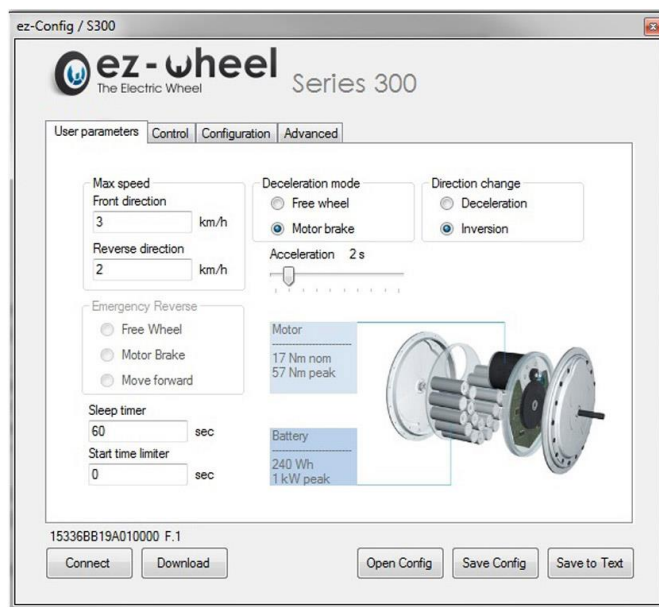 ez-Config / S300
ez-wheel
The Electric Wheel
Series 300
User parameters
Control
Configuration
Advanced
Max speed
Front direction
3 km/h
Reverse direction
2 km/h
Deceleration mode
Free wheel
Motor brake
Direction change
Deceleration
Inversion
Acceleration 2 s
Emergency Reverse
Free Wheel
Motor Brake
Move forward
Motor
17 Nm nom
57 Nm peak
Sleep timer
60 sec
Start time limiter
0 sec
Battery
240 Wh
1 kW peak
15336BB19A010000 F.1
Connect
Download
Open Config
Save Config
Save to Text